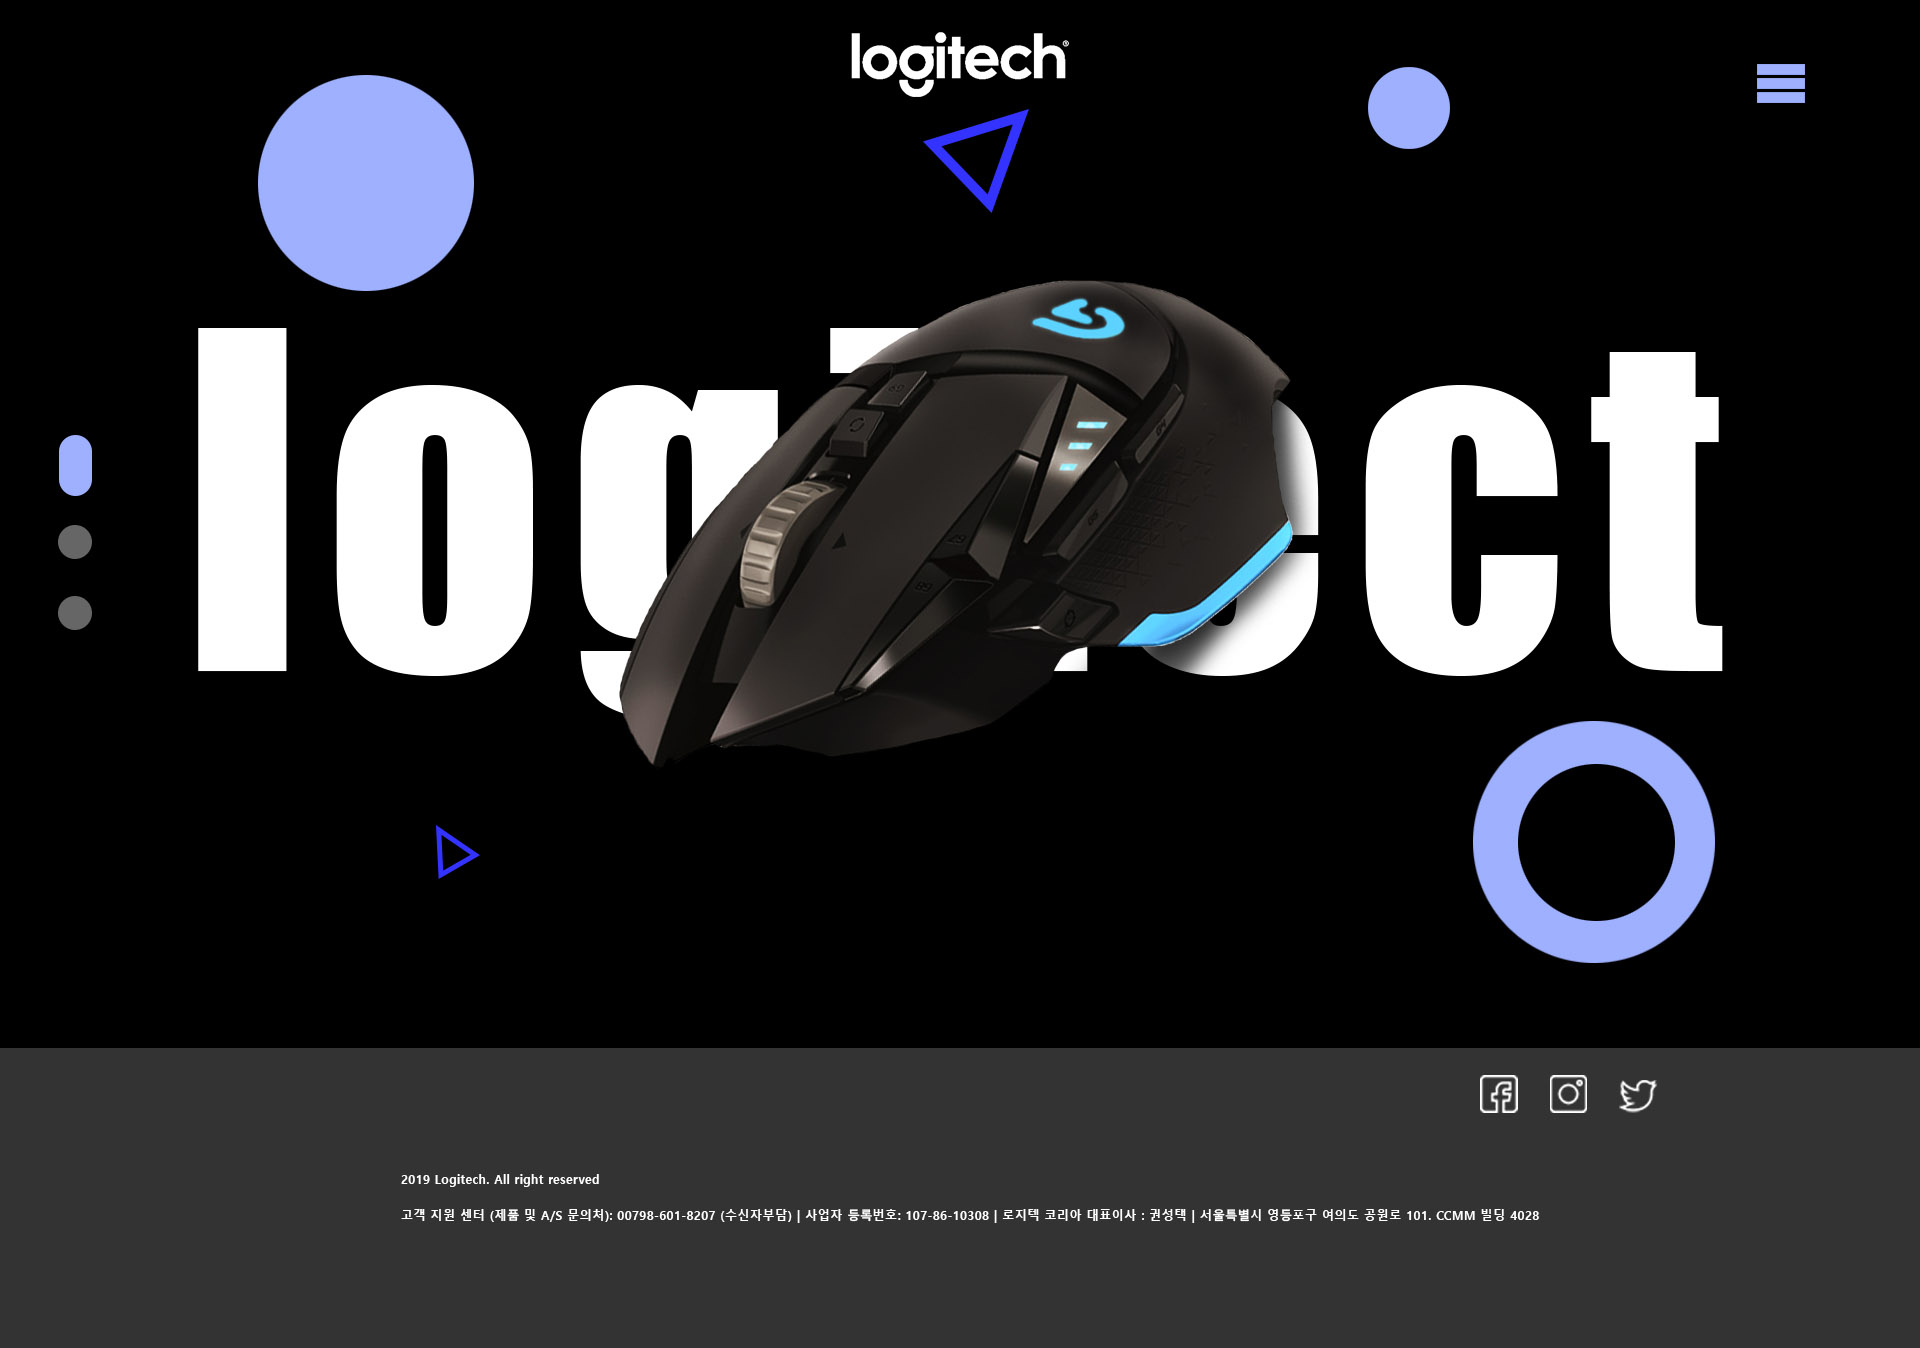 logitech
log ect
2019 Logitech. All right reserved
고객 지원 센터 (제품 및 A/S 문의처): 00798-601-8207 (수신자부담) | 사업자 등록번호: 107-86-10308 | 로지텍 코리아 대표이사 : 권성택 | 서울특별시 영등포구 여의도 공원로 101. CCMM 빌딩 4028